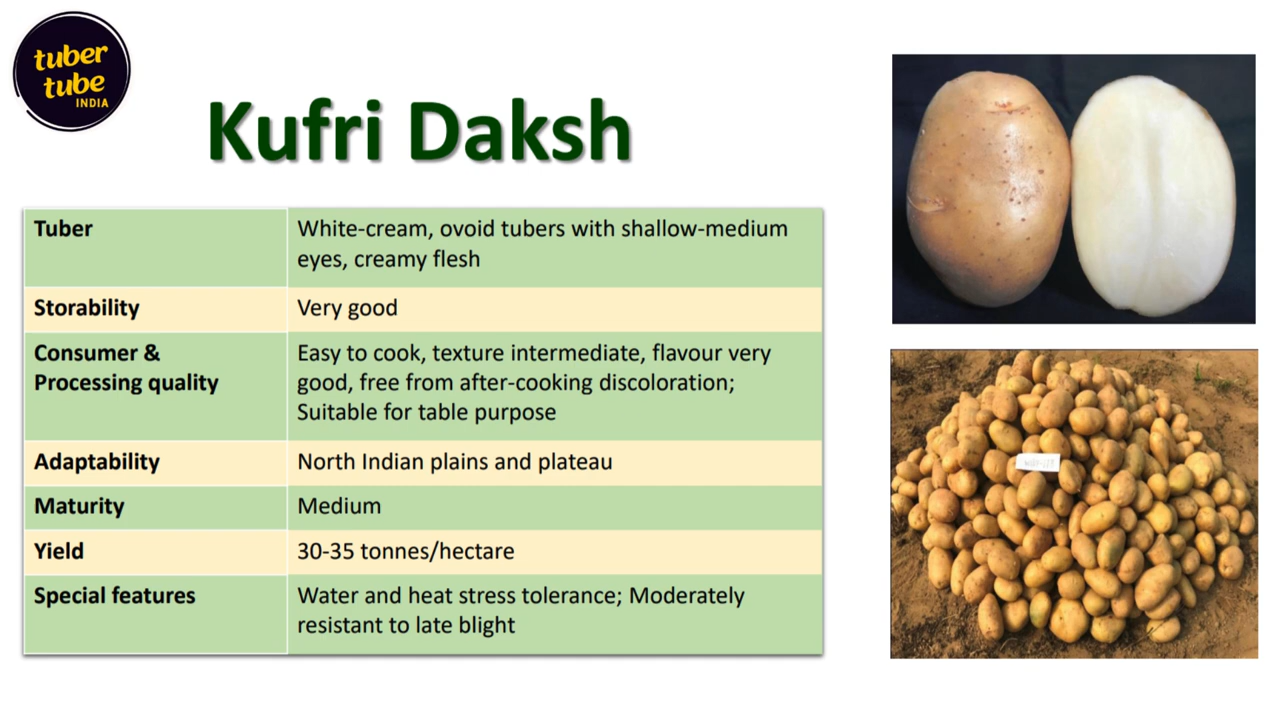 tuber
tube
INDIA
Kufri Daksh
Tuber
White-cream, ovoid tubers with shallow-medium
eyes, creamy flesh
Storability
Very good
Consumer &
Processing quality
Easy to cook, texture intermediate, flavour very
good, free from after-cooking discoloration;
Suitable for table purpose
Adaptability
North Indian plains and plateau
Maturity
Medium
Yield
30-35 tonnes/hectare
Special features
Water and heat stress tolerance; Moderately
resistant to late blight